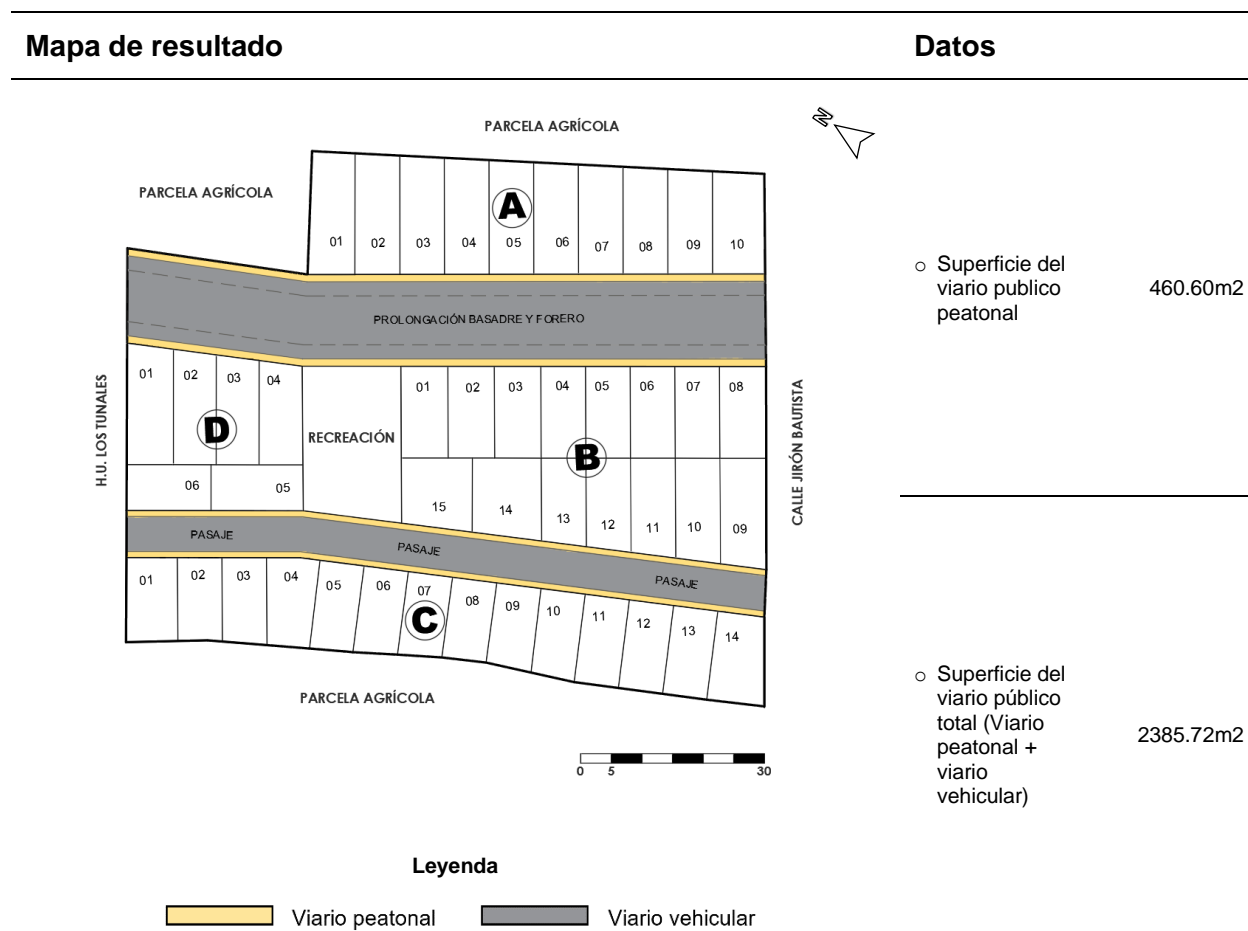 Mapa de resultado
Datos
N
PARCELA AGRÍCOLA
PARCELA AGRÍCOLA
A
01 02 03 04 05 06 07 08 09 10
PROLONGACIÓN BASADRE Y FORERO
H.U. LOS TUNALES
01 02 03 04
D
06 05
RECREACIÓN
01 02 03 04 05 06 07 08
B
15 14 13 12 11 10 09
CALLE JIRÓN BAUTISTA
PASAJE
PASAJE
PASAJE
01 02 03 04 05 06 07 08 09 10 11 12 13 14
C
PARCELA AGRÍCOLA
0 5 30
Leyenda
Viario peatonal
Viario vehicular
○ Superficie del
viario publico
peatonal
460.60m2
○ Superficie del
viario público
total (Viario
peatonal +
viario
vehicular)
2385.72m2